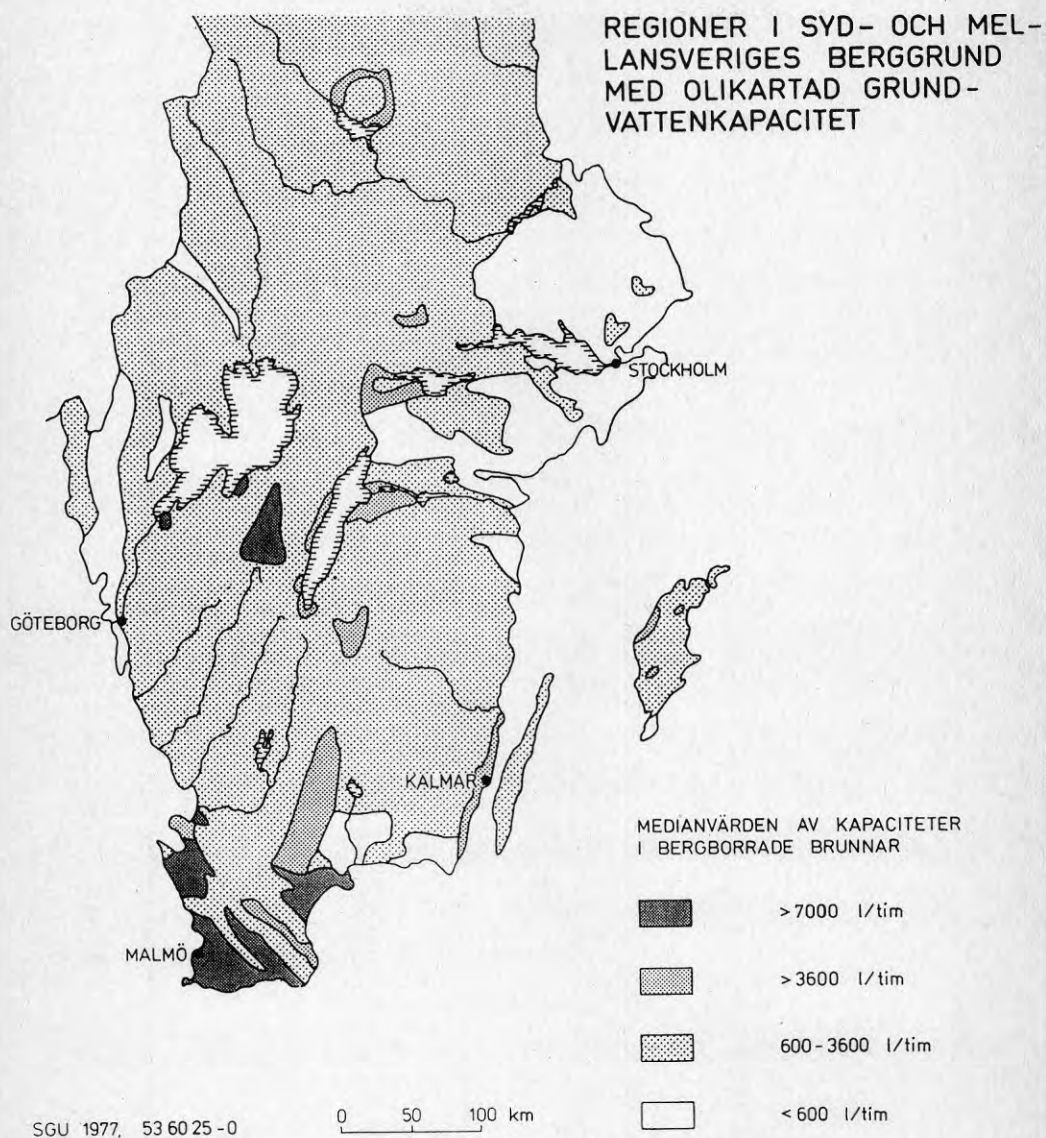 REGIONER I SYD- OCH MEL-
LANSVERIGES BERGGRUND
MED OLIKARTAD GRUND-
VATTENKAPACITET
STOCKHOLM
GÖTEBORG
KALMAR
MALMÖ
MEDIANVÄRDEN AV KAPACITETER
I BERGBORRADE BRUNNAR
>7000 l/tim
>3600 l/tim
600-3600 l/tim
<600 l/tim
0 50 100 km
SGU 1977, 53 60 25 -0